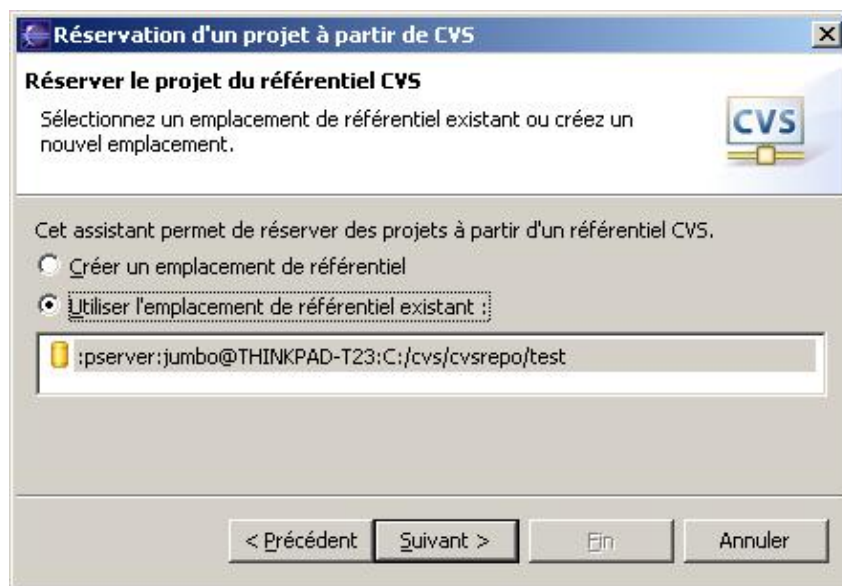 Réservation d'un projet à partir de CVS
Réserver le projet du référentiel CVS
Sélectionnez un emplacement de référentiel existant ou créez un
nouvel emplacement.
CVS
Cet assistant permet de réserver des projets à partir d'un référentiel CVS.
Créer un emplacement de référentiel
Utiliser l'emplacement de référentiel existant :
:pserver:jumbo@THINKPAD-T23:C:/cvs/cvsrepo/test
< Précédent Suivant > Fin Annuler